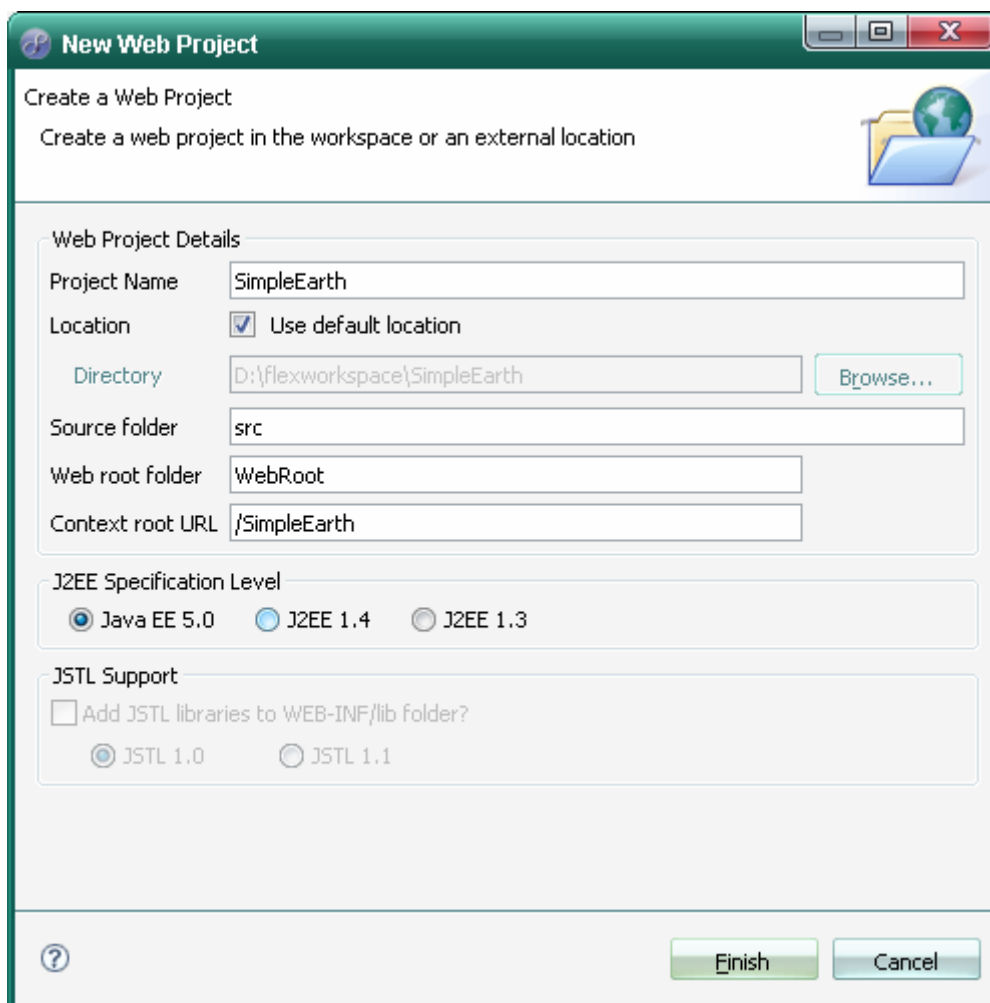 New Web Project
Create a Web Project
Create a web project in the workspace or an external location
Web Project Details
Project Name SimpleEarth
Location Use default location
Directory D:\flexworkspace\SimpleEarth Browse...
Source folder src
Web root folder WebRoot
Context root URL /SimpleEarth
J2EE Specification Level
Java EE 5.0 J2EE 1.4 J2EE 1.3
JSTL Support
Add JSTL libraries to WEB-INF/lib folder?
JSTL 1.0 JSTL 1.1
? Finish Cancel